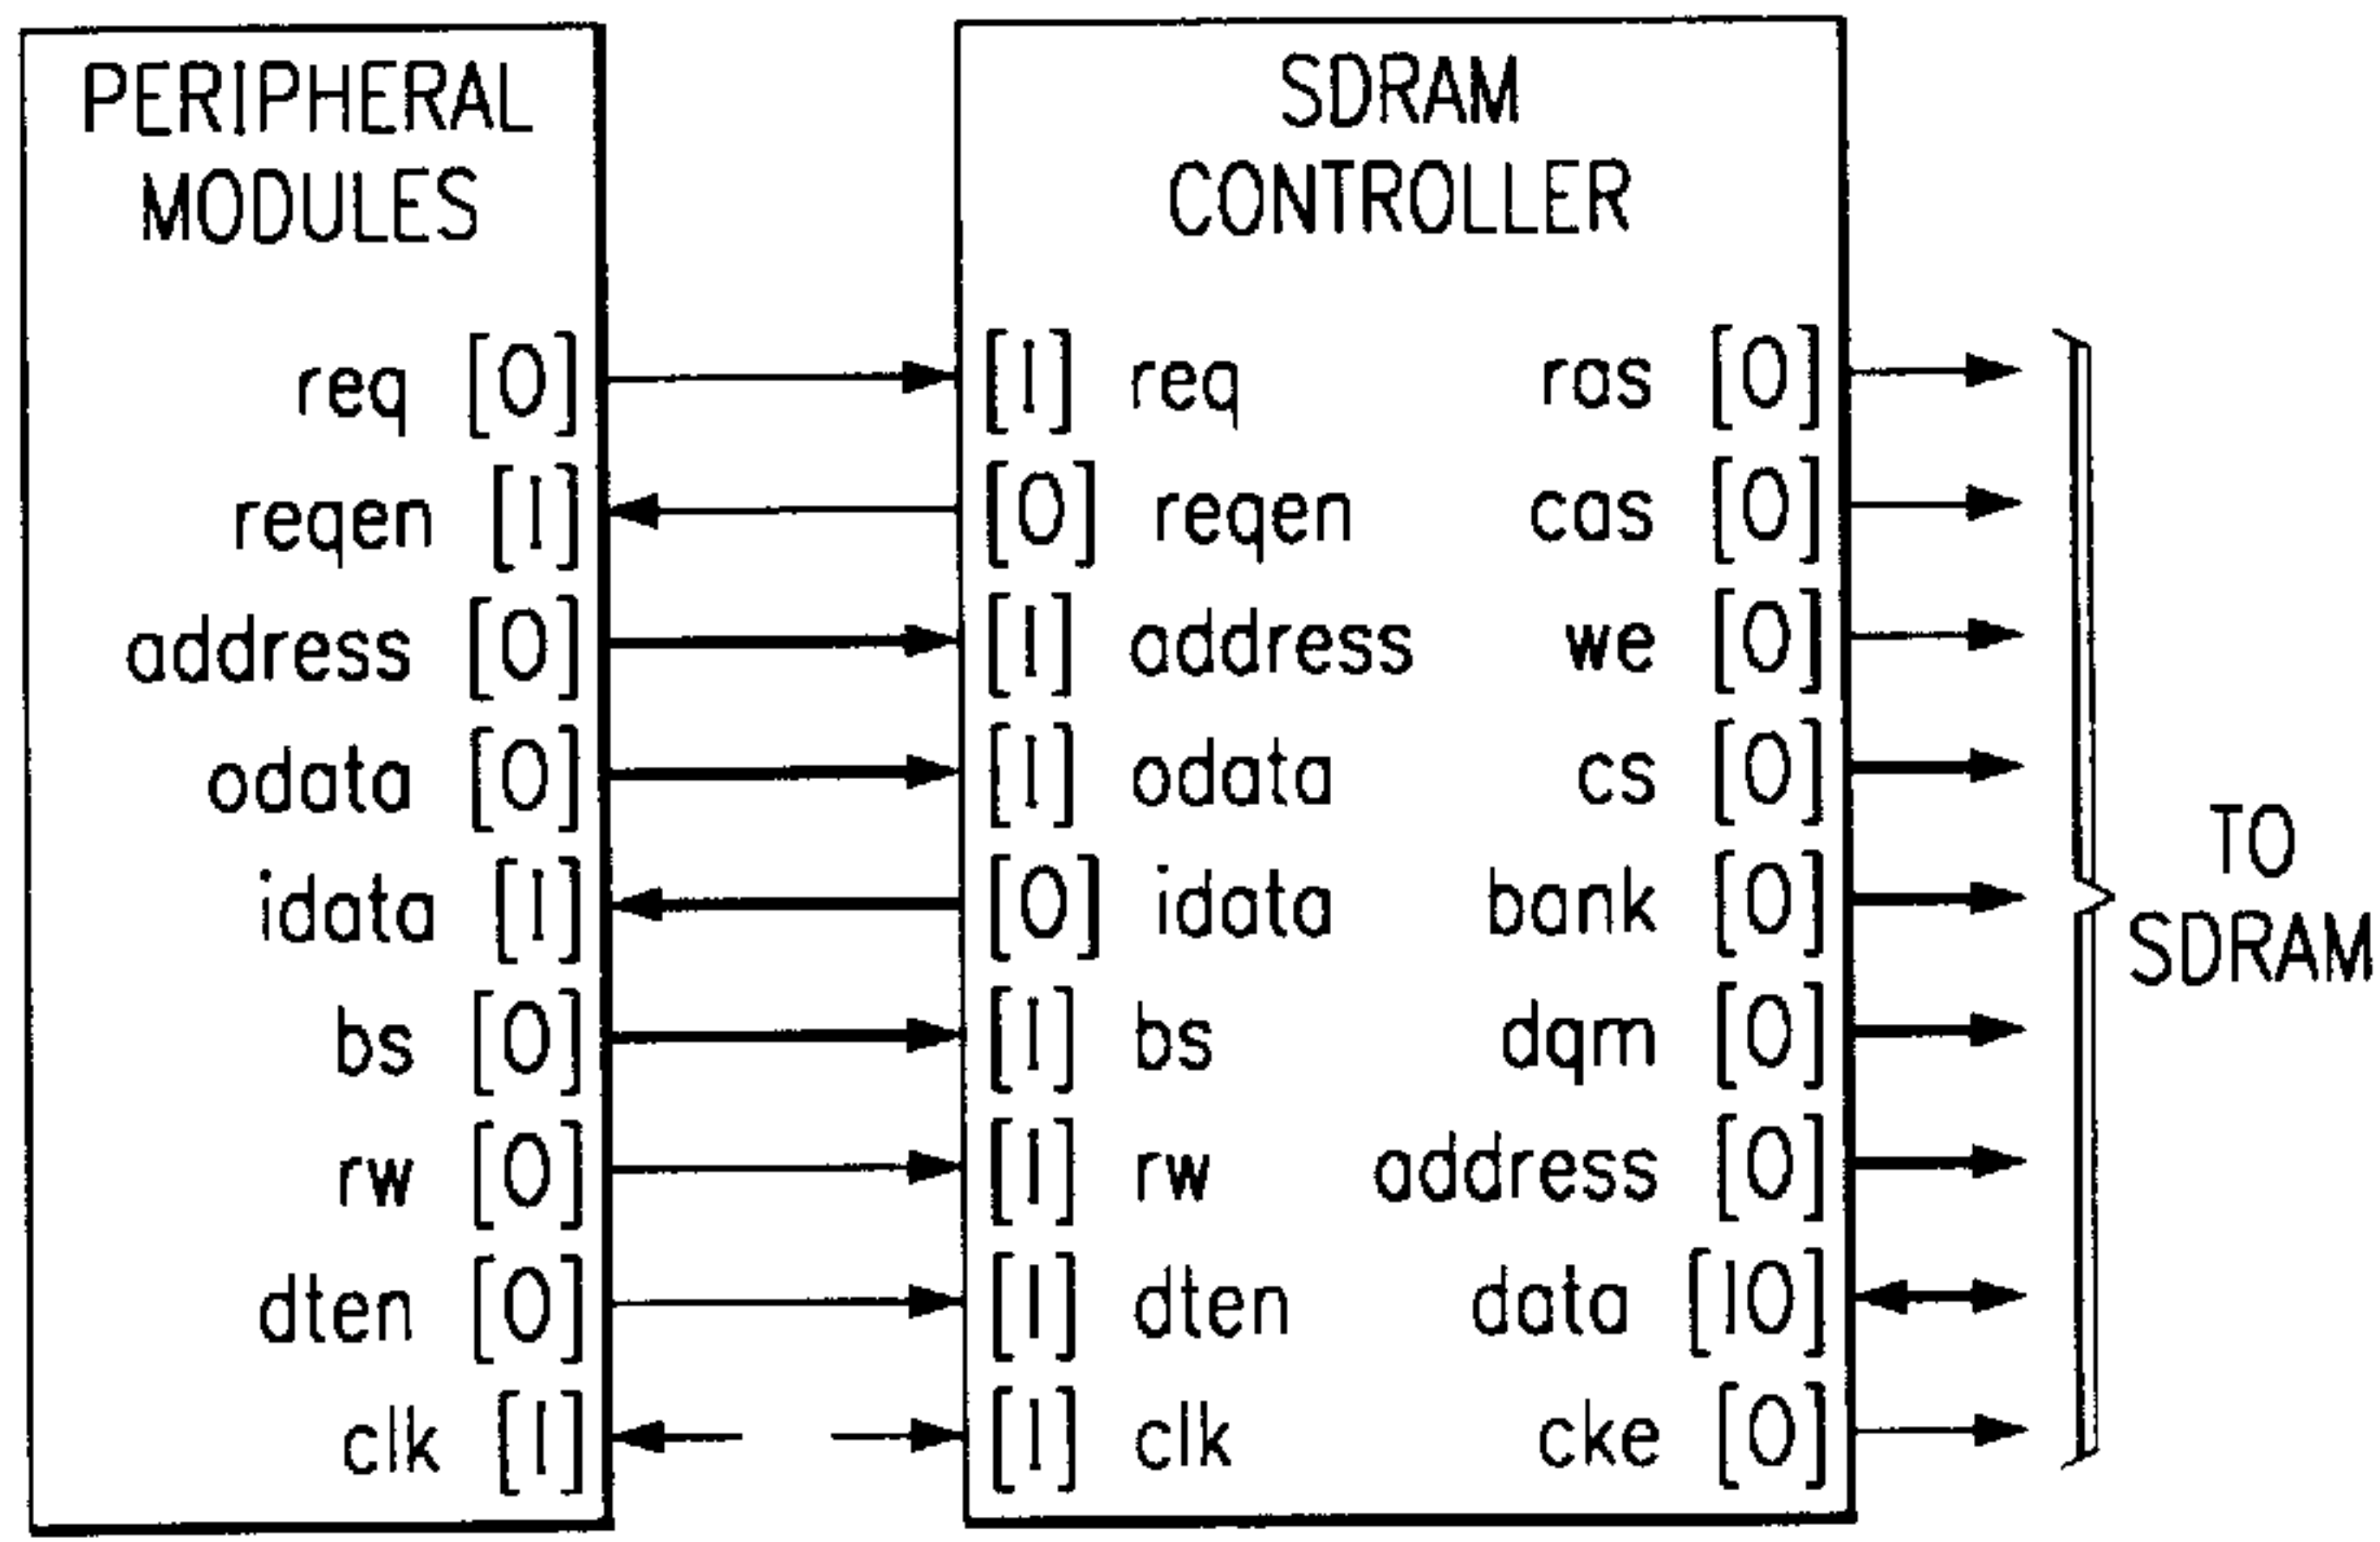 PERIPHERAL
MODULES
req [O]
reqen [I]
address [O]
odata [O]
idata [I]
bs [O]
rw [O]
dten [O]
clk [I]
SDRAM
CONTROLLER
[I] req ras [O]
[O] reqen cas [O]
[I] address we [O]
[I] odata cs [O]
[O] idata bank [O]
[I] bs dqm [O]
[I] rw address [O]
[I] dten data [IO]
[I] clk cke [O]
TO
SDRAM